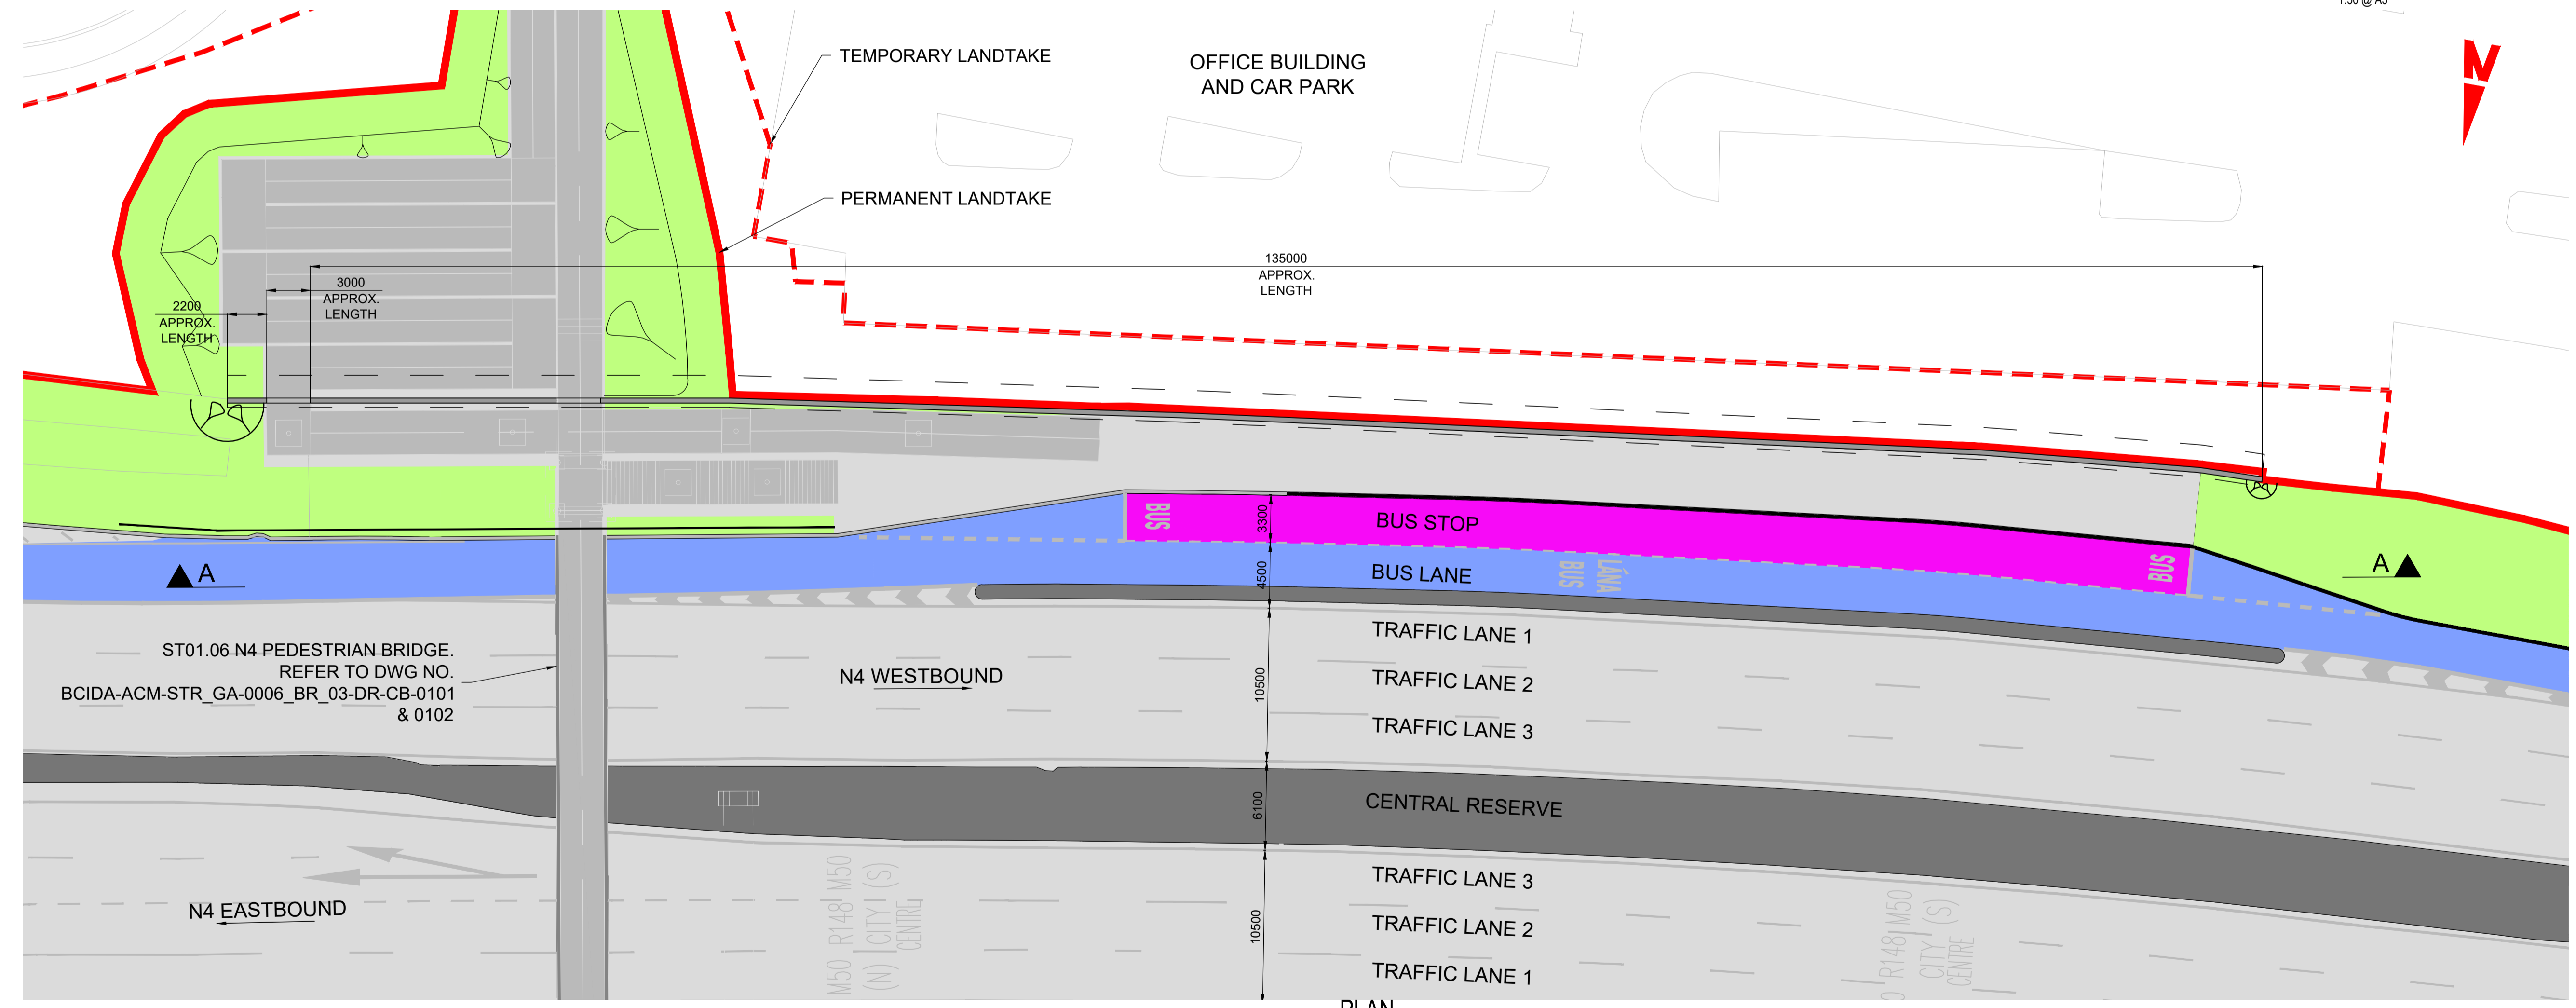 1:50 @ A3
N
TEMPORARY LANDTAKE
OFFICE BUILDING
AND CAR PARK
PERMANENT LANDTAKE
135000
APPROX.
LENGTH
3000
APPROX.
LENGTH
2200
APPROX.
LENGTH
BUS
3300
BUS STOP
BUS
A
4500
BUS LANE
LÁNA
BUS
A
TRAFFIC LANE 1
ST01.06 N4 PEDESTRIAN BRIDGE.
REFER TO DWG NO.
BCIDA-ACM-STR_GA-0006_BR_03-DR-CB-0101
& 0102
N4 WESTBOUND
10500
TRAFFIC LANE 2
TRAFFIC LANE 3
6100
CENTRAL RESERVE
TRAFFIC LANE 3
N4 EASTBOUND
M50 R148 M50
(N) CITY (S)
CENTRE
10500
TRAFFIC LANE 2
R148 M50
CITY (S)
CENTRE
TRAFFIC LANE 1
PLAN